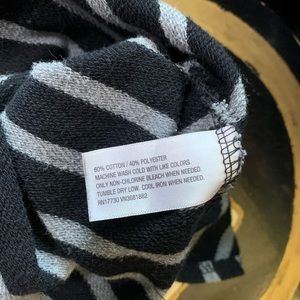 60% COTTON / 40% POLYESTER
MACHINE WASH COLD WITH LIKE COLORS.
ONLY NON-CHLORINE BLEACH WHEN NEEDED.
TUMBLE DRY LOW. COOL IRON WHEN NEEDED.
RN17730 VN3681882